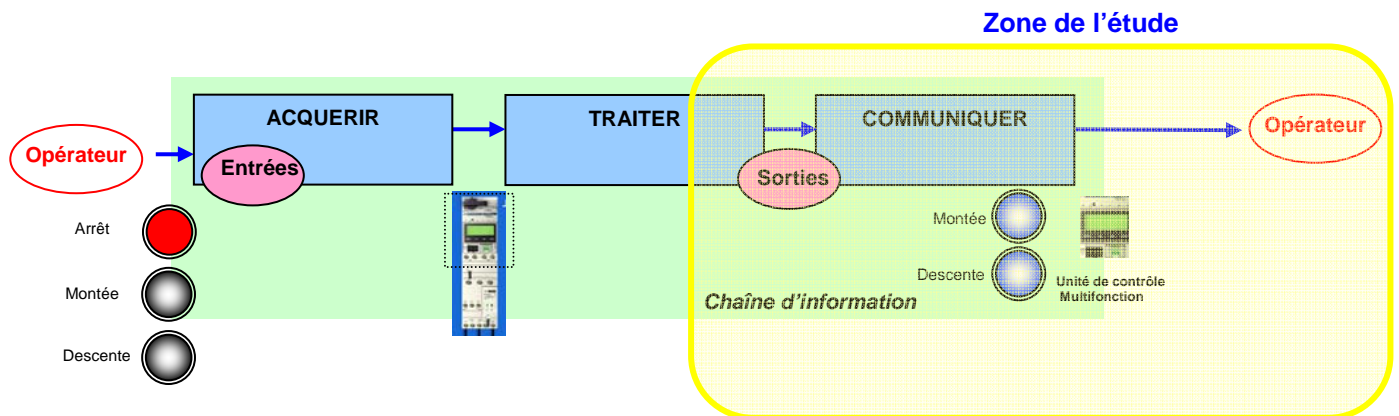 Zone de l’étude
ACQUERIR
TRAITER
COMMUNIQUER
Opérateur
Entrées
Sorties
Opérateur
Arrêt
Montée
Descente
Montée
Descente
Unité de contrôle
Multifonction
Chaîne d’information